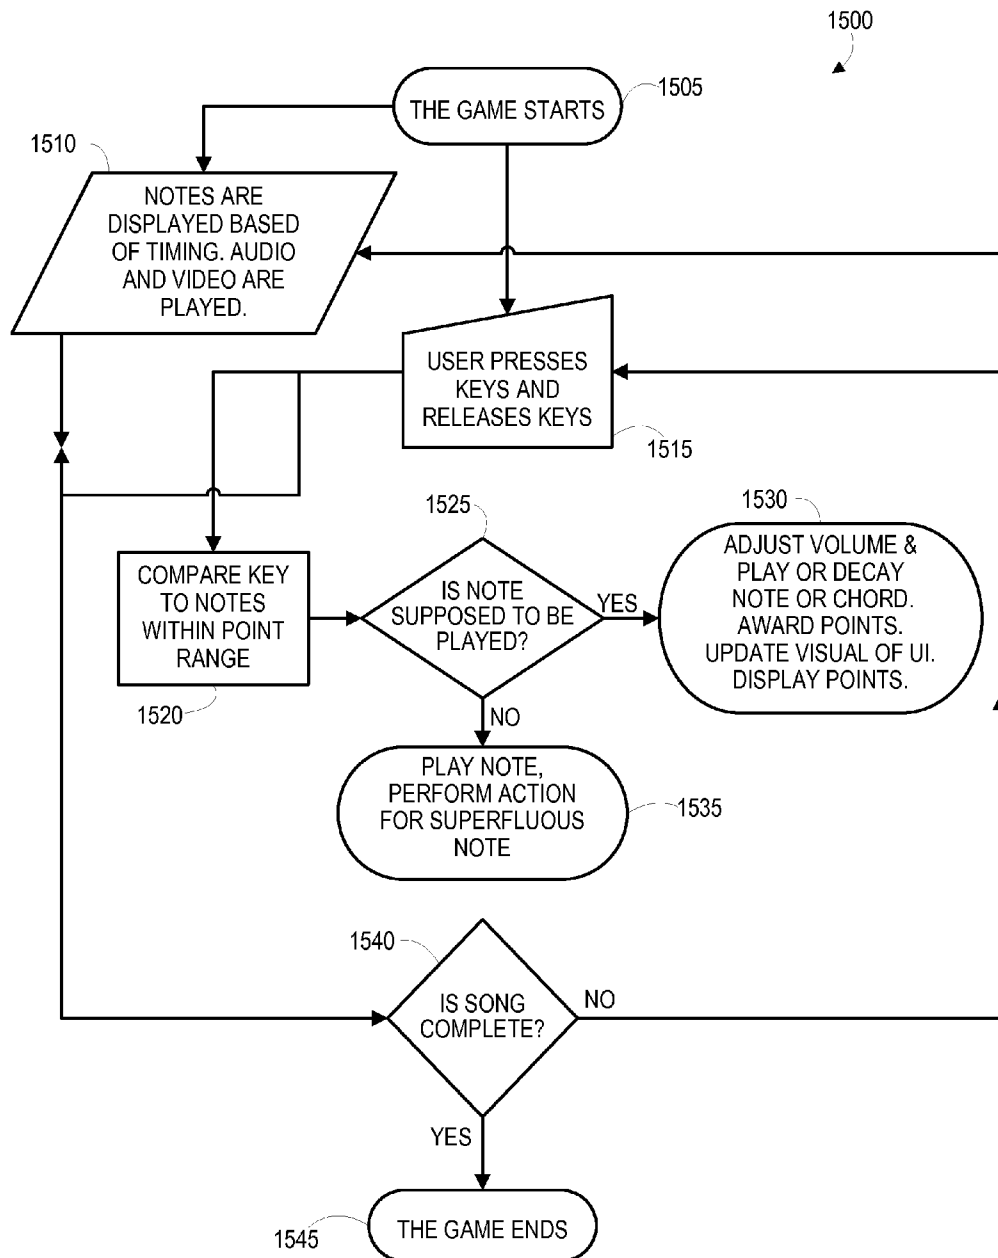 1500
THE GAME STARTS
1505
1510
NOTES ARE
DISPLAYED BASED
OF TIMING. AUDIO
AND VIDEO ARE
PLAYED.
USER PRESSES
KEYS AND
RELEASES KEYS
1515
COMPARE KEY
TO NOTES
WITHIN POINT
RANGE
1520
1525
IS NOTE
SUPPOSED TO BE
PLAYED?
YES
NO
1530
ADJUST VOLUME &
PLAY OR DECAY
NOTE OR CHORD.
AWARD POINTS.
UPDATE VISUAL OF UI.
DISPLAY POINTS.
PLAY NOTE,
PERFORM ACTION
FOR SUPERFLUOUS
NOTE
1535
1540
IS SONG
COMPLETE?
NO
YES
THE GAME ENDS
1545